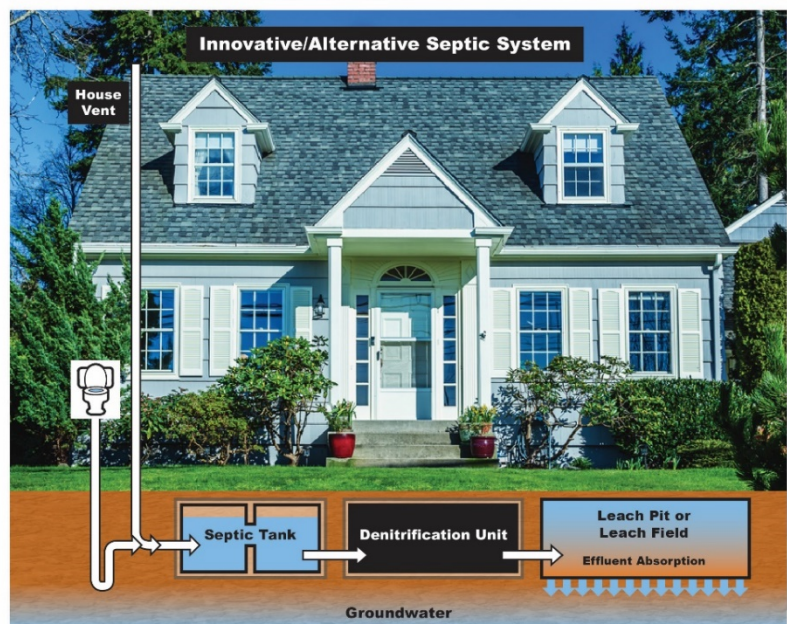 Innovative/Alternative Septic System
House
Vent
Septic Tank
Denitrification Unit
Leach Pit or
Leach Field
Effluent Absorption
Groundwater